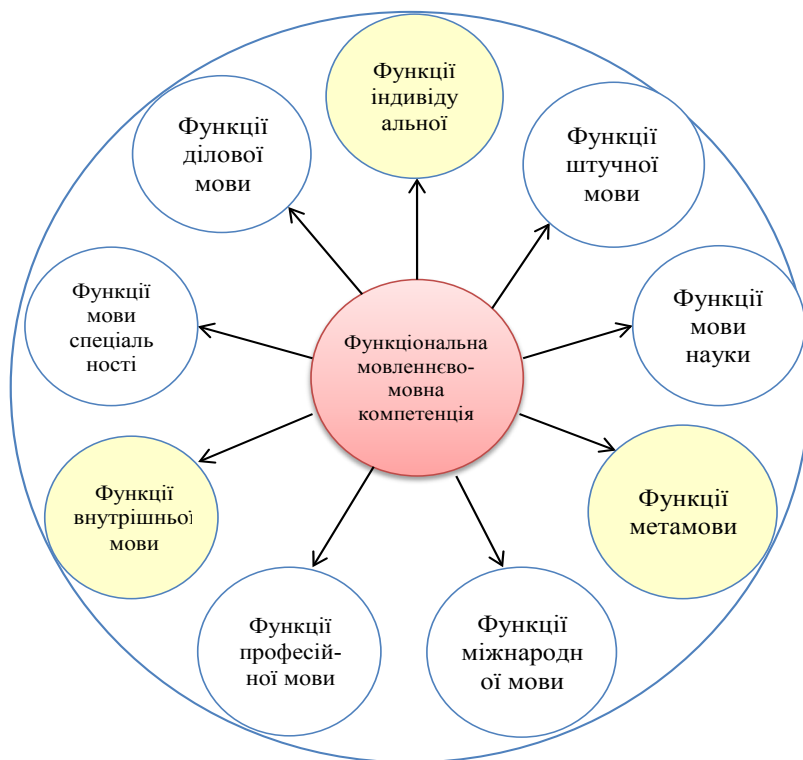 Функції
індивіду
альної
Функції
ділової
мови
Функції
штучної
мови
Функції
мови
спеціаль
ності
Функції
мови
науки
Функціональна
мовленнєво-
мовна
компетенція
Функції
внутрішньої
мови
Функції
метамови
Функції
професій-
ної мови
Функції
міжнародн
ої мови